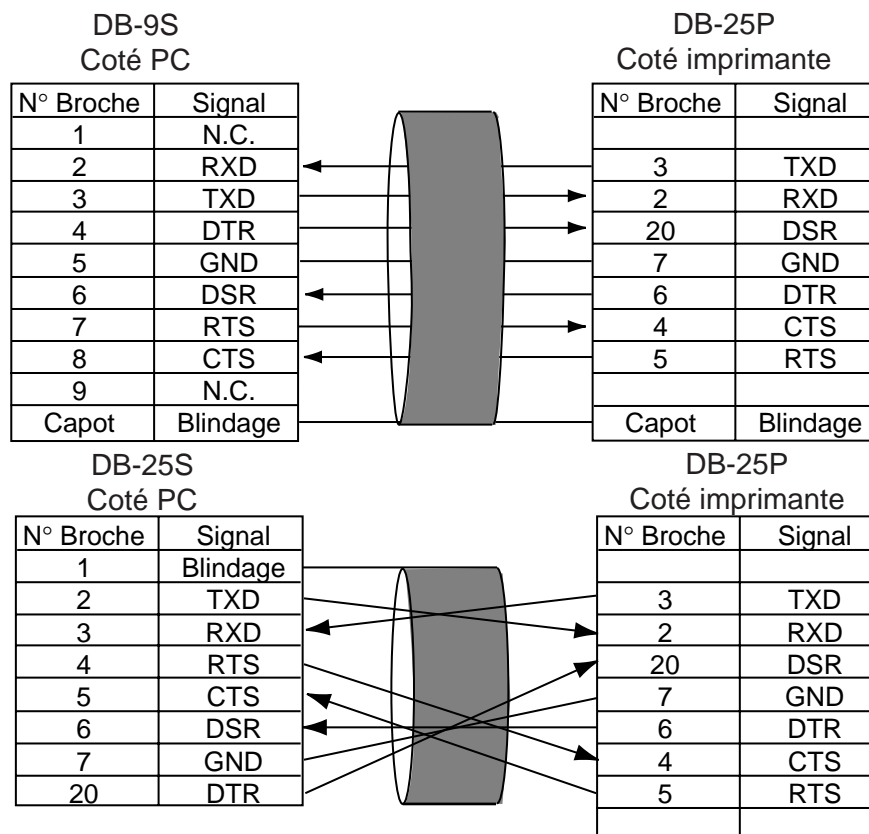 DB-9S DB-25P
Coté PC Coté imprimante
N° Broche Signal N° Broche Signal
1 N.C.
2 RXD 3 TXD
3 TXD 2 RXD
4 DTR 20 DSR
5 GND 7 GND
6 DSR 6 DTR
7 RTS 4 CTS
8 CTS 5 RTS
9 N.C.
Capot Blindage Capot Blindage
DB-25S DB-25P
Coté PC Coté imprimante
N° Broche Signal N° Broche Signal
1 Blindage
2 TXD 3 TXD
3 RXD 2 RXD
4 RTS 20 DSR
5 CTS 7 GND
6 DSR 6 DTR
7 GND 4 CTS
20 DTR 5 RTS